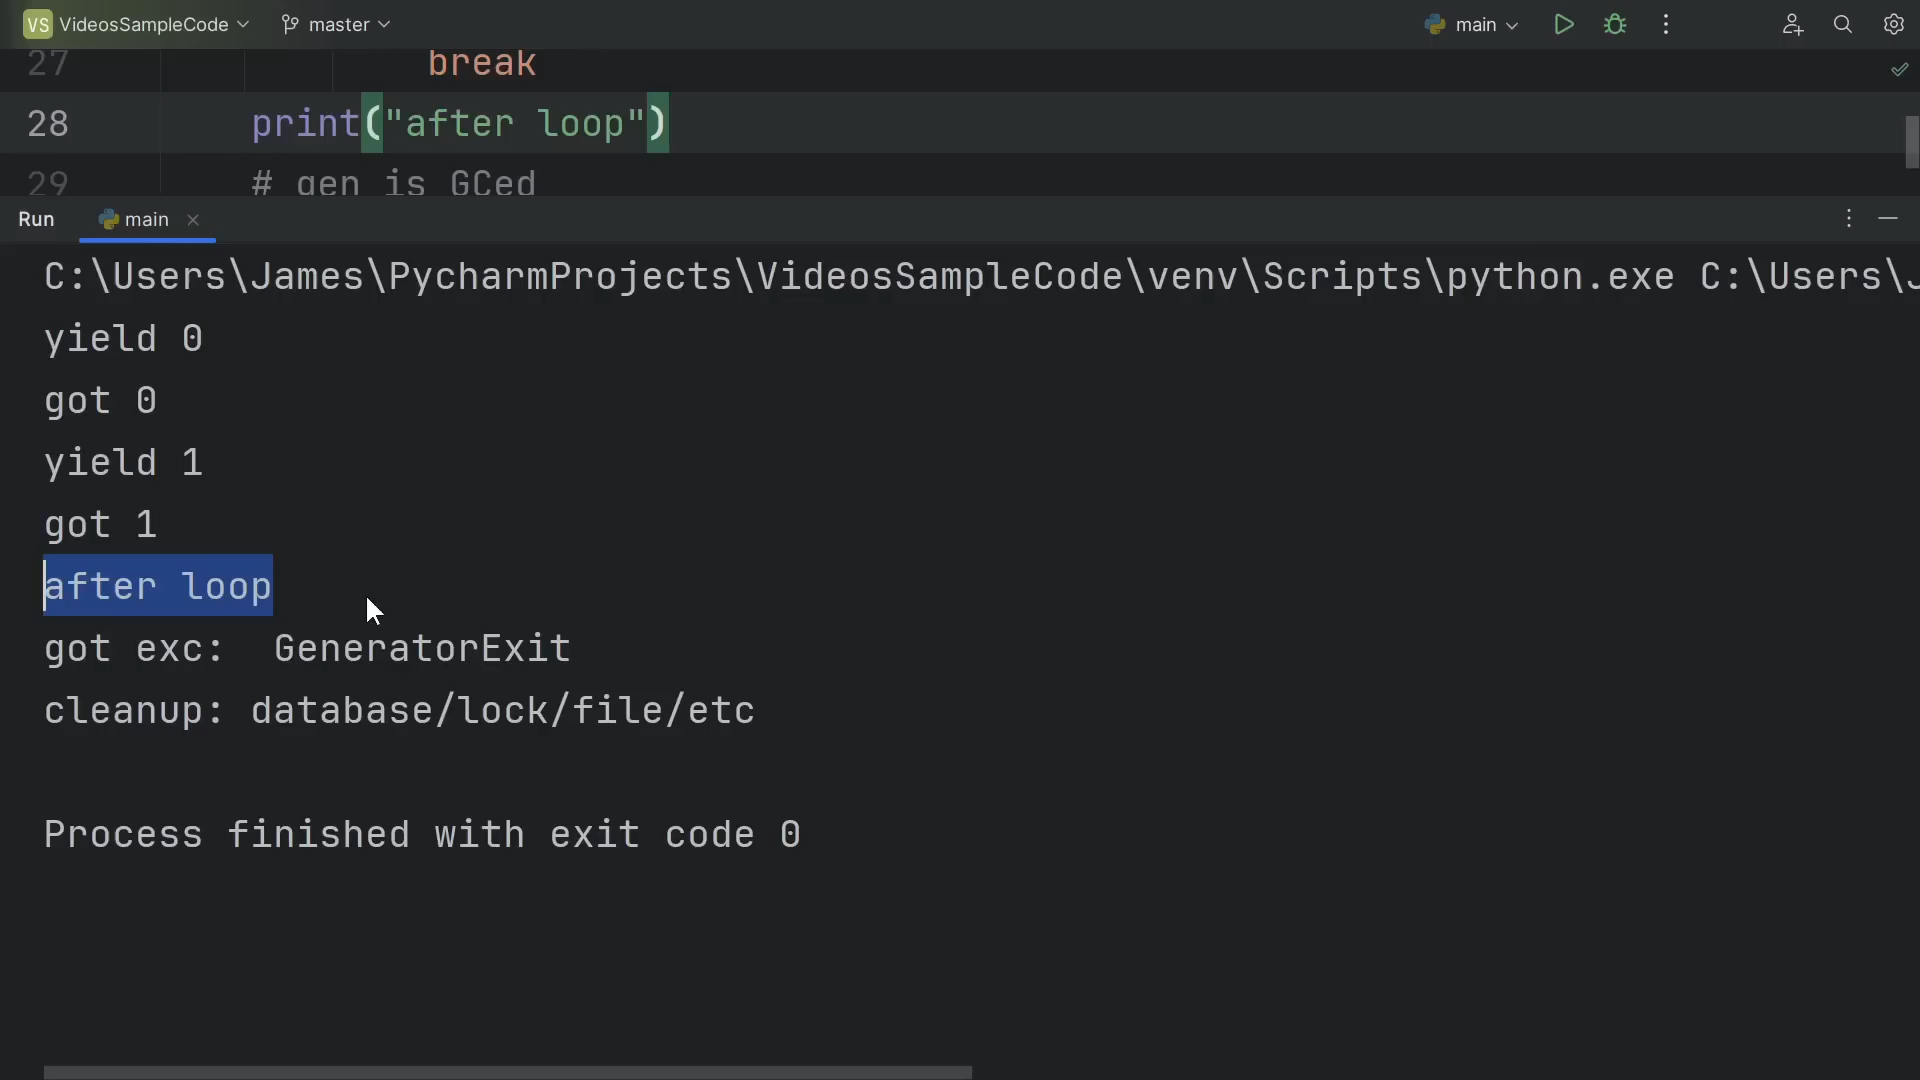 VS VideosSampleCode master main
27 break
28 print("after loop")
29 # gen is GCed
Run main
C:\Users\James\PycharmProjects\VideosSampleCode\venv\Scripts\python.exe C:\Users\J
yield 0
got 0
yield 1
got 1
after loop
got exc:  GeneratorExit
cleanup: database/lock/file/etc
Process finished with exit code 0